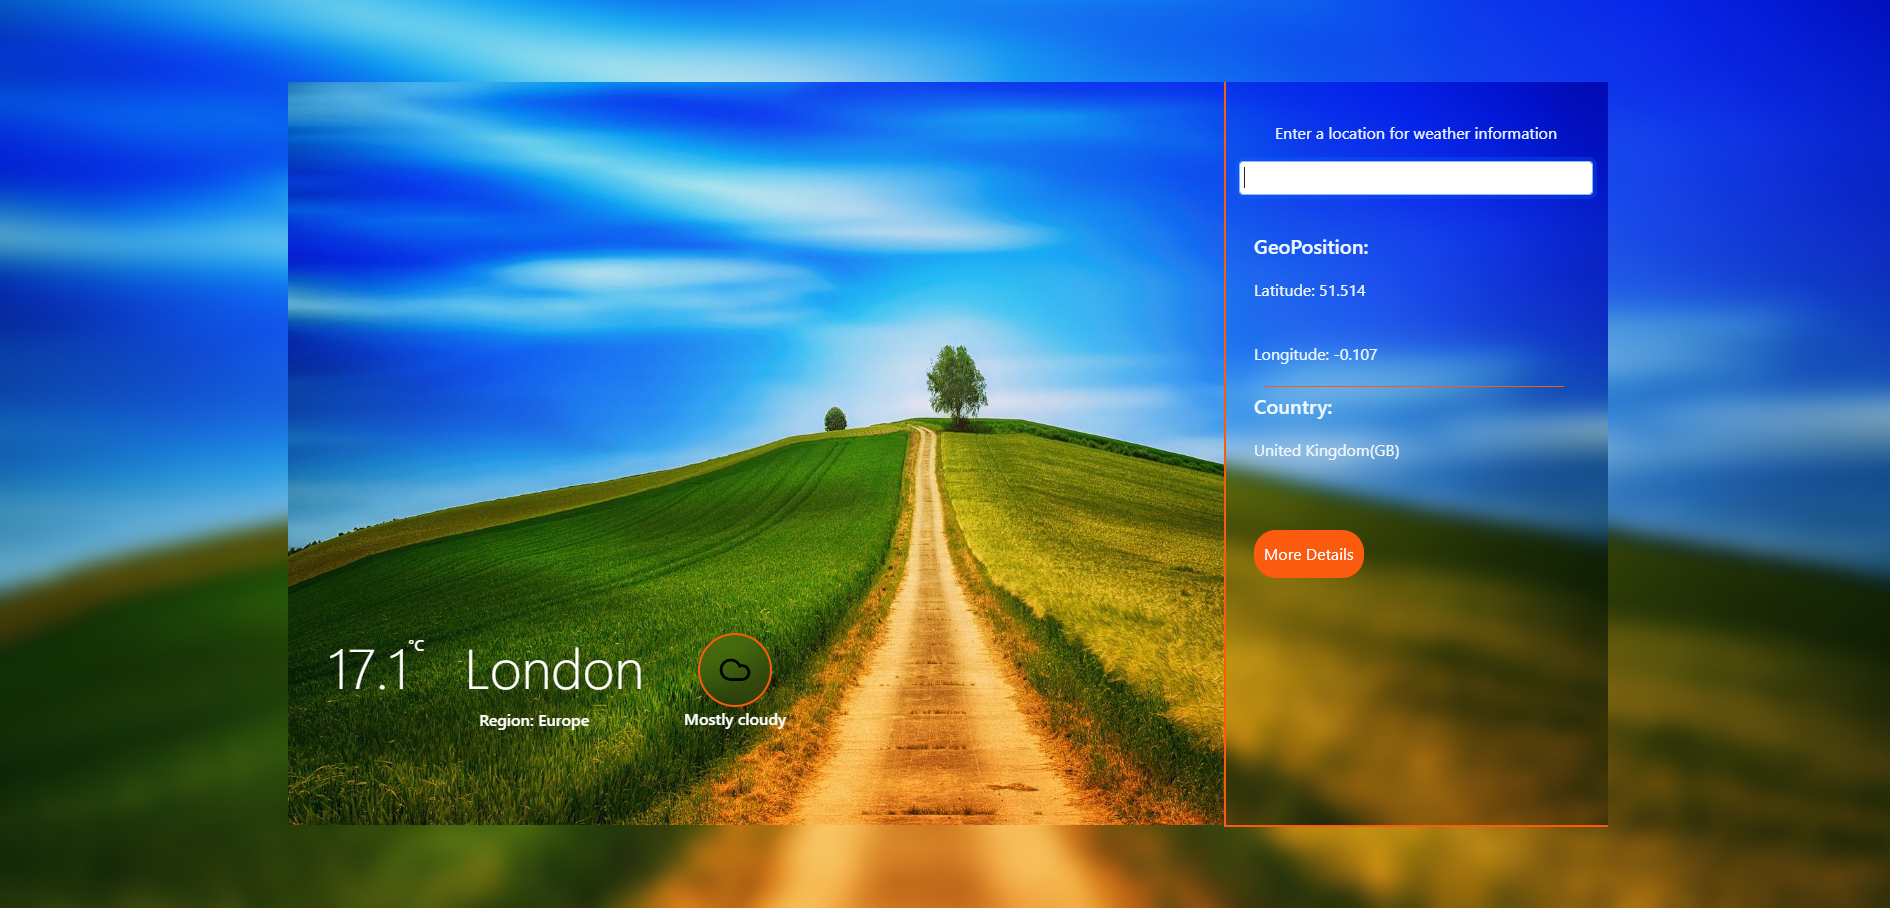 Enter a location for weather information
GeoPosition:
Latitude: 51.514
Longitude: -0.107
Country:
United Kingdom(GB)
More Details
17.1°C
London
Region: Europe
Mostly cloudy